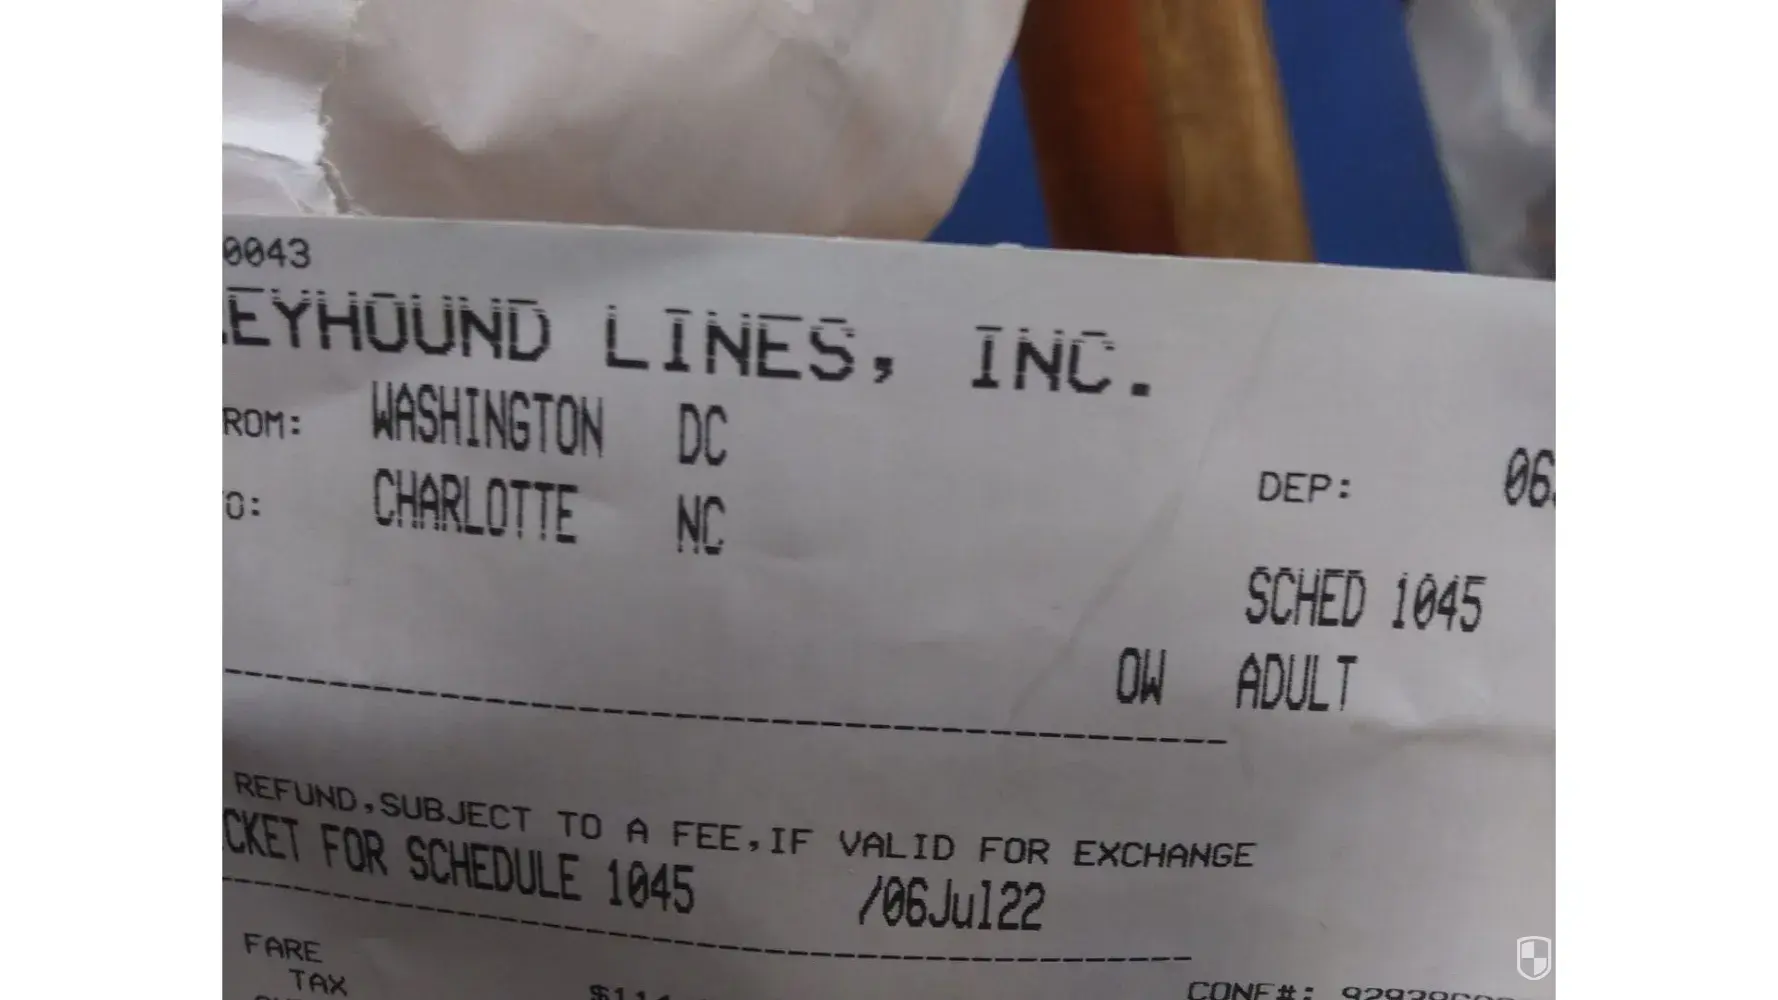 0043
EYHOUND LINES, INC.
ROM: WASHINGTON DC
DEP: 06
O: CHARLOTTE NC
SCHED 1045
OW ADULT
REFUND,SUBJECT TO A FEE,IF VALID FOR EXCHANGE
CKET FOR SCHEDULE 1045 /06Jul22
FARE
TAX
CONF#: